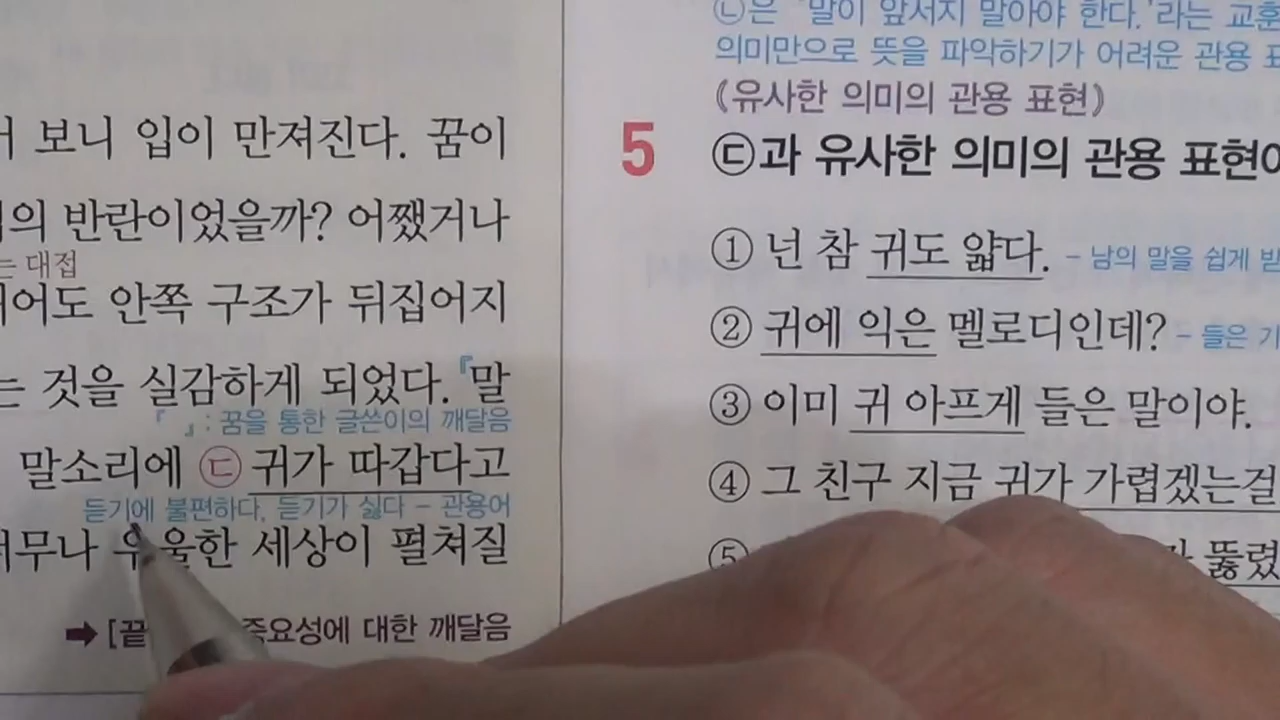 보니 입이 만져진다. 꿈이
의 반란이었을까? 어쨌거나
는 대접
어도 안쪽 구조가 뒤집어지
는 것을 실감하게 되었다.『말
『 』: 꿈을 통한 글쓴이의 깨달음
말소리에 ㉢ 귀가 따갑다고
듣기에 불편하다, 듣기가 싫다 - 관용어
무나 우울한 세상이 펼쳐질
➡ [끝 중요성에 대한 깨달음
㉡은 '말이 앞서지 말아야 한다.'라는 교훈
의미만으로 뜻을 파악하기가 어려운 관용 표
《유사한 의미의 관용 표현》
5 ㉢과 유사한 의미의 관용 표현이
① 넌 참 귀도 얇다. - 남의 말을 쉽게 받
② 귀에 익은 멜로디인데? - 들은 기
③ 이미 귀 아프게 들은 말이야.
④ 그 친구 지금 귀가 가렵겠는걸
⑤ 뚫렸